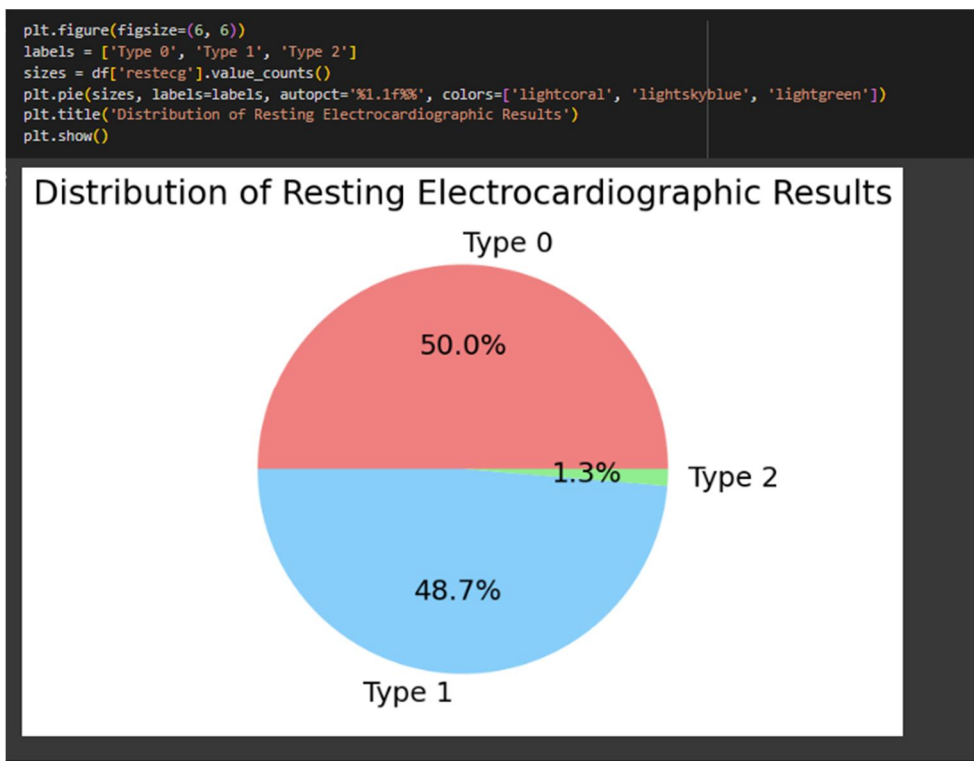 plt.figure(figsize=(6, 6))
labels = ['Type 0', 'Type 1', 'Type 2']
sizes = df['restecg'].value_counts()
plt.pie(sizes, labels=labels, autopct='%1.1f%%', colors=['lightcoral', 'lightskyblue', 'lightgreen'])
plt.title('Distribution of Resting Electrocardiographic Results')
plt.show()
Distribution of Resting Electrocardiographic Results
Type 0
50.0%
1.3%
Type 2
48.7%
Type 1